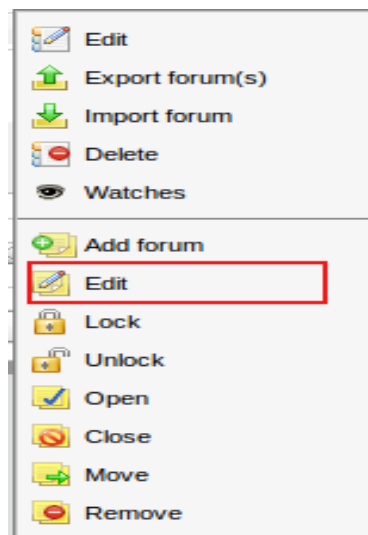 Edit
Export forum(s)
Import forum
Delete
Watches
Add forum
Edit
Lock
Unlock
Open
Close
Move
Remove